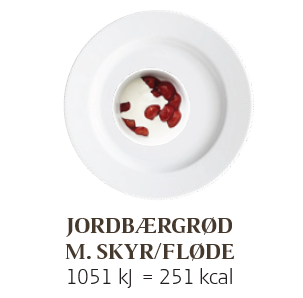 JORDBÆRGRØD
M. SKYR/FLØDE
1051 kJ = 251 kcal